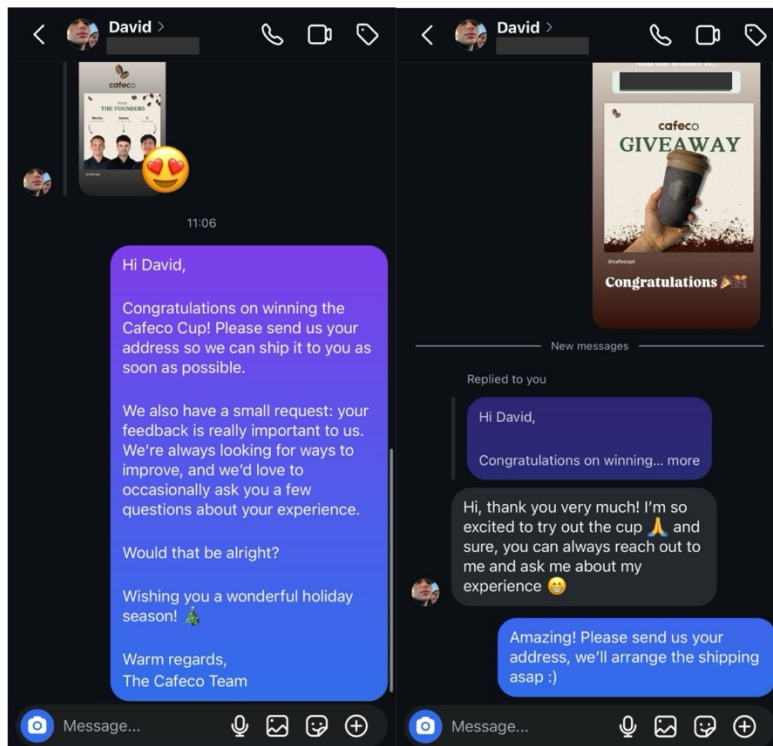 David >
cafeco
Meet
THE FOUNDERS
11:06
Hi David,
Congratulations on winning the
Cafeco Cup! Please send us your
address so we can ship it to you as
soon as possible.
We also have a small request: your
feedback is really important to us.
We're always looking for ways to
improve, and we'd love to
occasionally ask you a few
questions about your experience.
Would that be alright?
Wishing you a wonderful holiday
season! 🎄
Warm regards,
The Cafeco Team
Message...
David >
cafeco
GIVEAWAY
@cafecopt
Congratulations 🎉🎊
New messages
Replied to you
Hi David,
Congratulations on winning... more
Hi, thank you very much! I'm so
excited to try out the cup 🙏 and
sure, you can always reach out to
me and ask me about my
experience 😁
Amazing! Please send us your
address, we'll arrange the shipping
asap :)
Message...